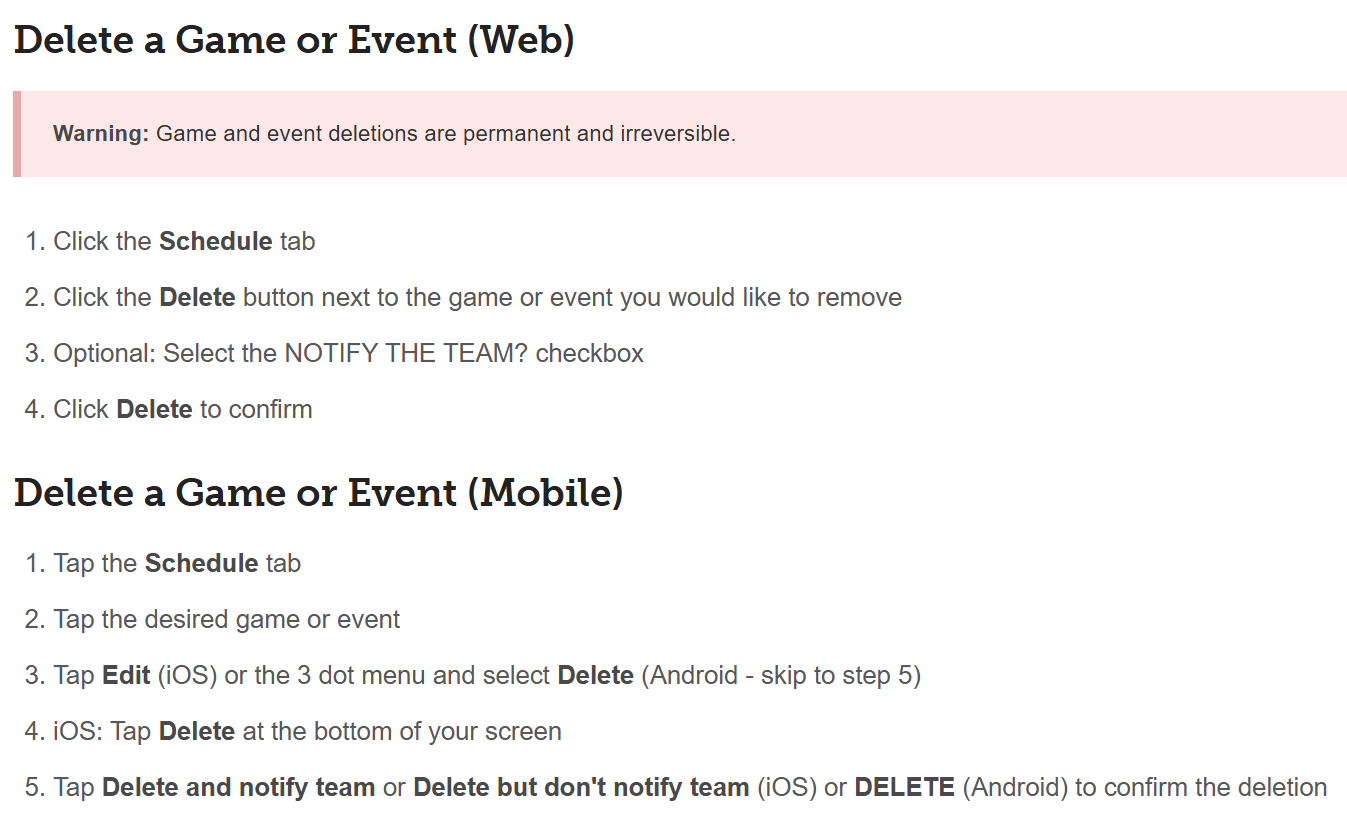 Delete a Game or Event (Web)
Warning: Game and event deletions are permanent and irreversible.
1. Click the Schedule tab
2. Click the Delete button next to the game or event you would like to remove
3. Optional: Select the NOTIFY THE TEAM? checkbox
4. Click Delete to confirm
Delete a Game or Event (Mobile)
1. Tap the Schedule tab
2. Tap the desired game or event
3. Tap Edit (iOS) or the 3 dot menu and select Delete (Android - skip to step 5)
4. iOS: Tap Delete at the bottom of your screen
5. Tap Delete and notify team or Delete but don't notify team (iOS) or DELETE (Android) to confirm the deletion